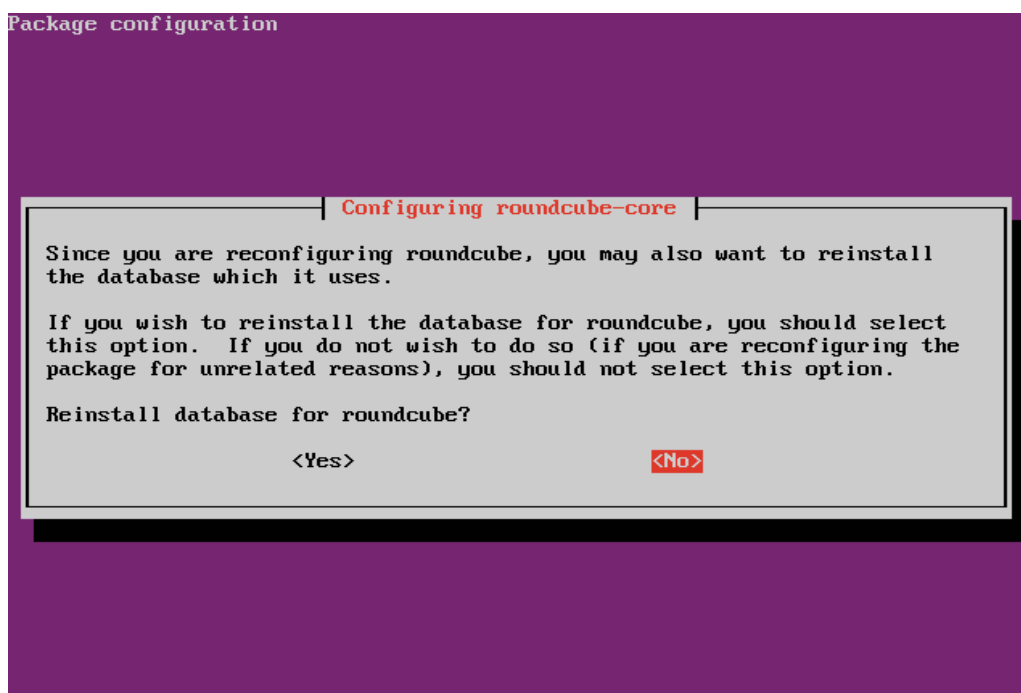 Package configuration
Configuring roundcube-core
Since you are reconfiguring roundcube, you may also want to reinstall
the database which it uses.
If you wish to reinstall the database for roundcube, you should select
this option.  If you do not wish to do so (if you are reconfiguring the
package for unrelated reasons), you should not select this option.
Reinstall database for roundcube?
<Yes> <No>